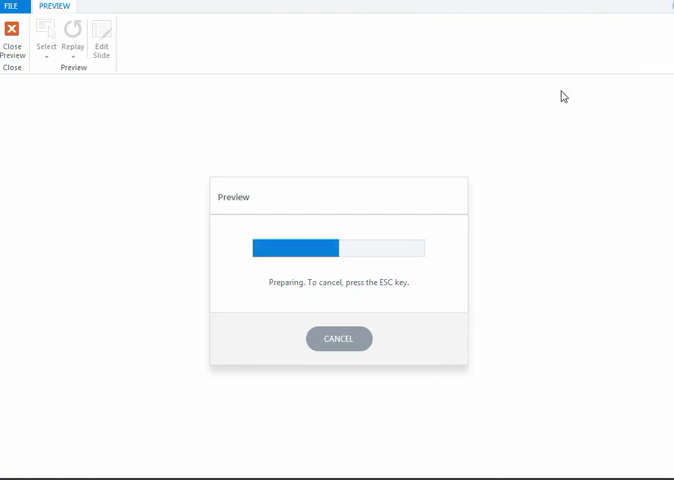 FILE PREVIEW
Close Preview
Select
Replay
Edit Slide
Close
Preview
Preview
Preparing. To cancel, press the ESC key.
CANCEL